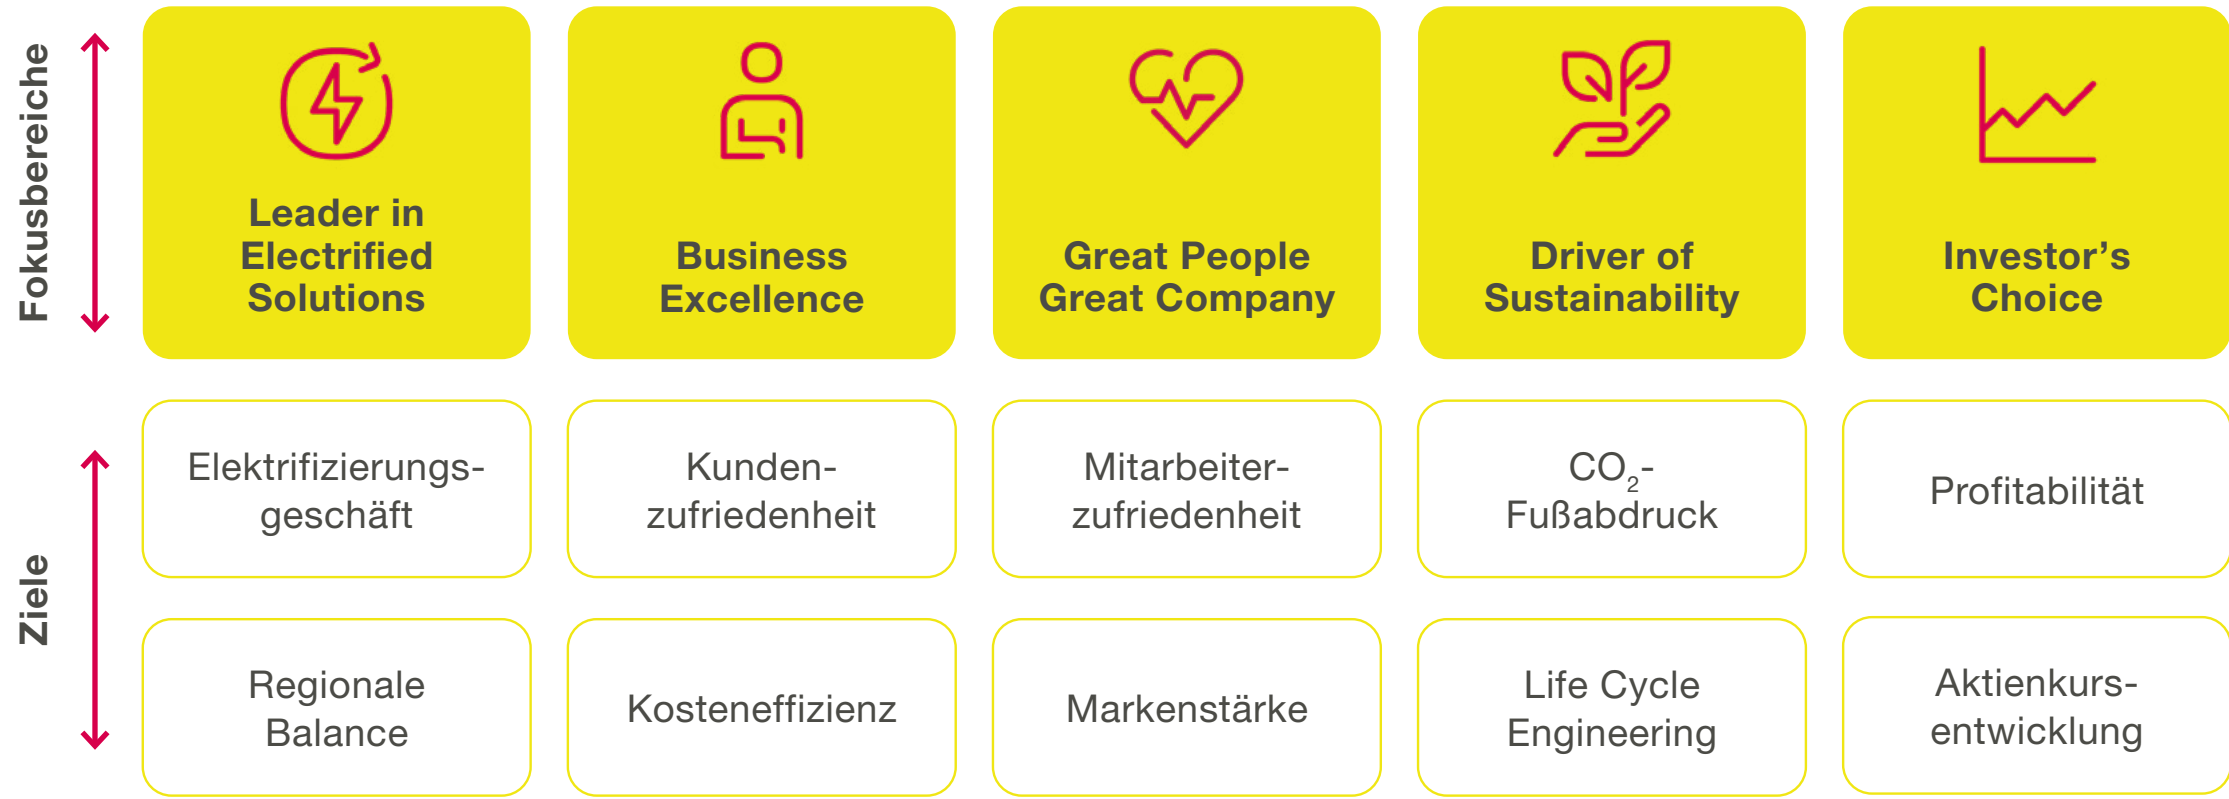 Fokusbereiche
Leader in
Electrified
Solutions
Business
Excellence
Great People
Great Company
Driver of
Sustainability
Investor’s
Choice
Ziele
Elektrifizierungs-
geschäft
Kunden-
zufriedenheit
Mitarbeiter-
zufriedenheit
CO₂-
Fußabdruck
Profitabilität
Regionale
Balance
Kosteneffizienz
Markenstärke
Life Cycle
Engineering
Aktienkurs-
entwicklung